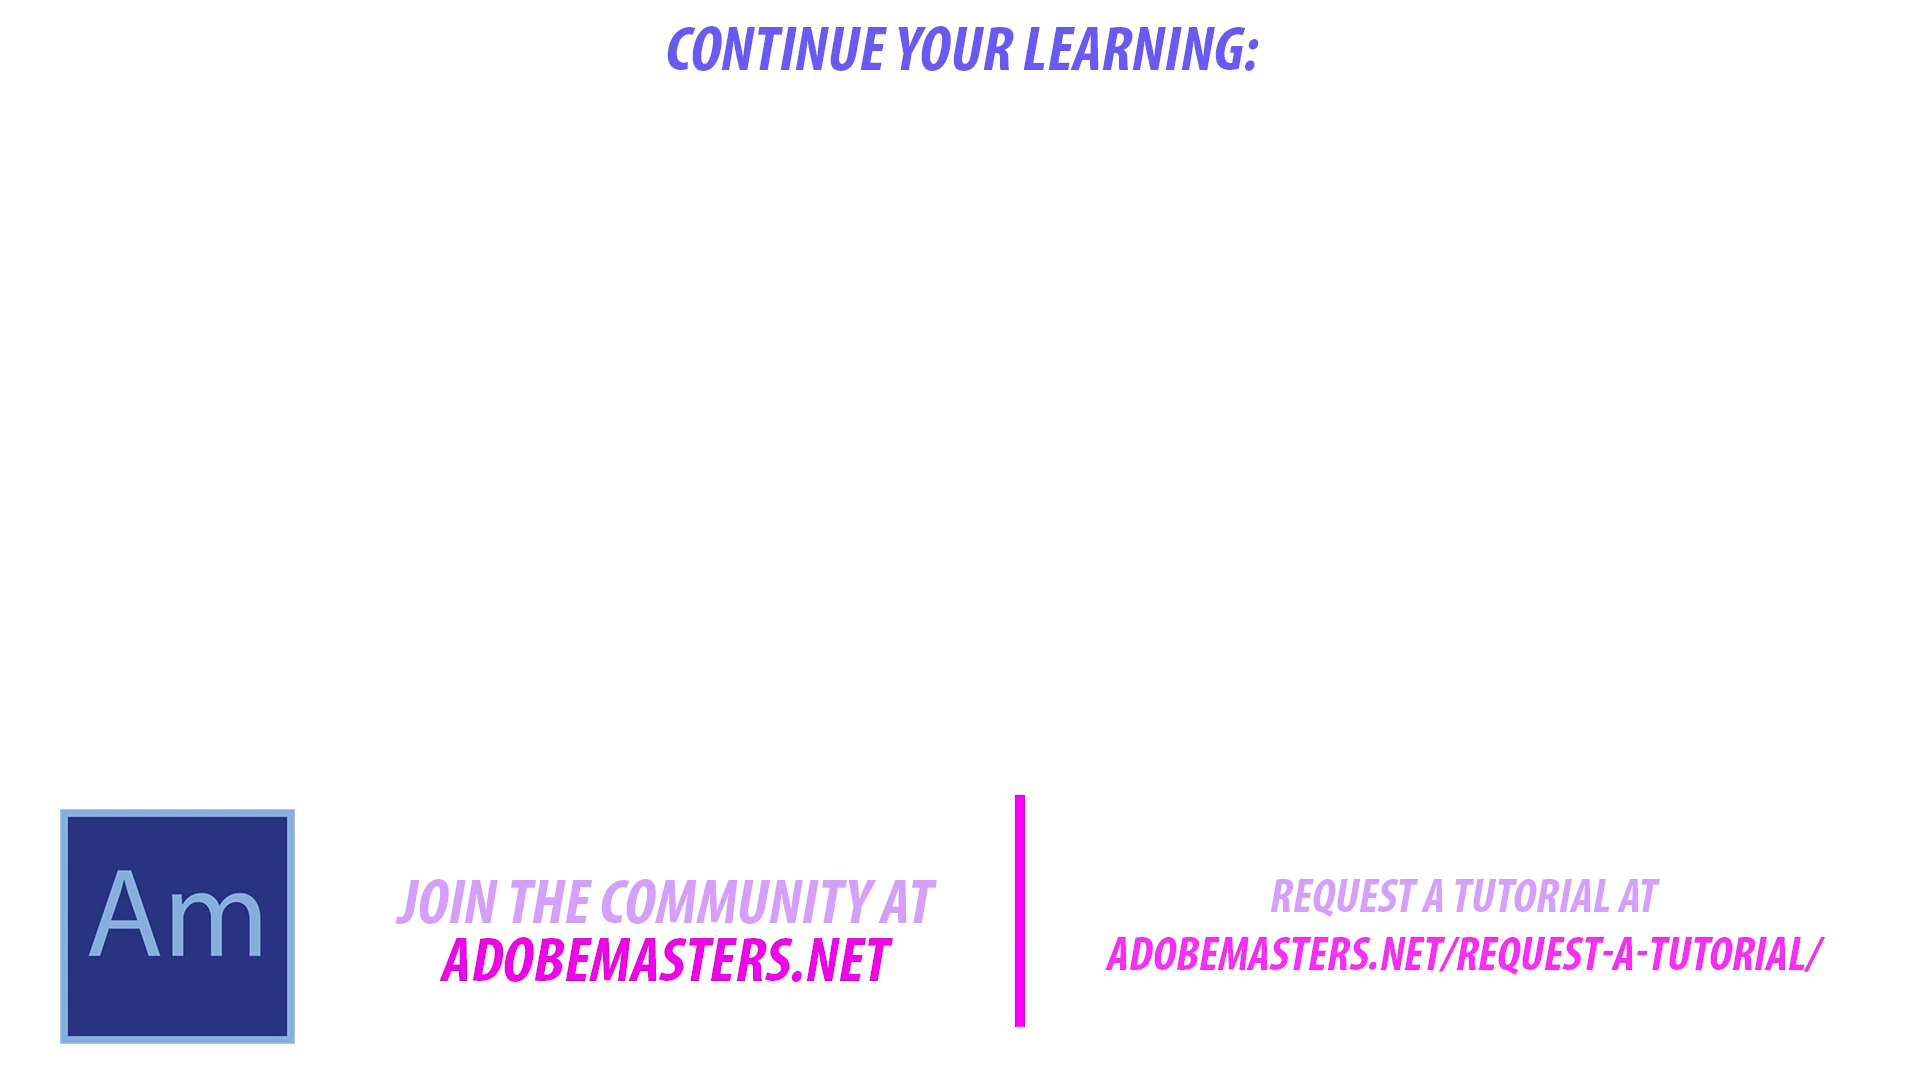 CONTINUE YOUR LEARNING:
Am
JOIN THE COMMUNITY AT
ADOBEMASTERS.NET
REQUEST A TUTORIAL AT
ADOBEMASTERS.NET/REQUEST-A-TUTORIAL/